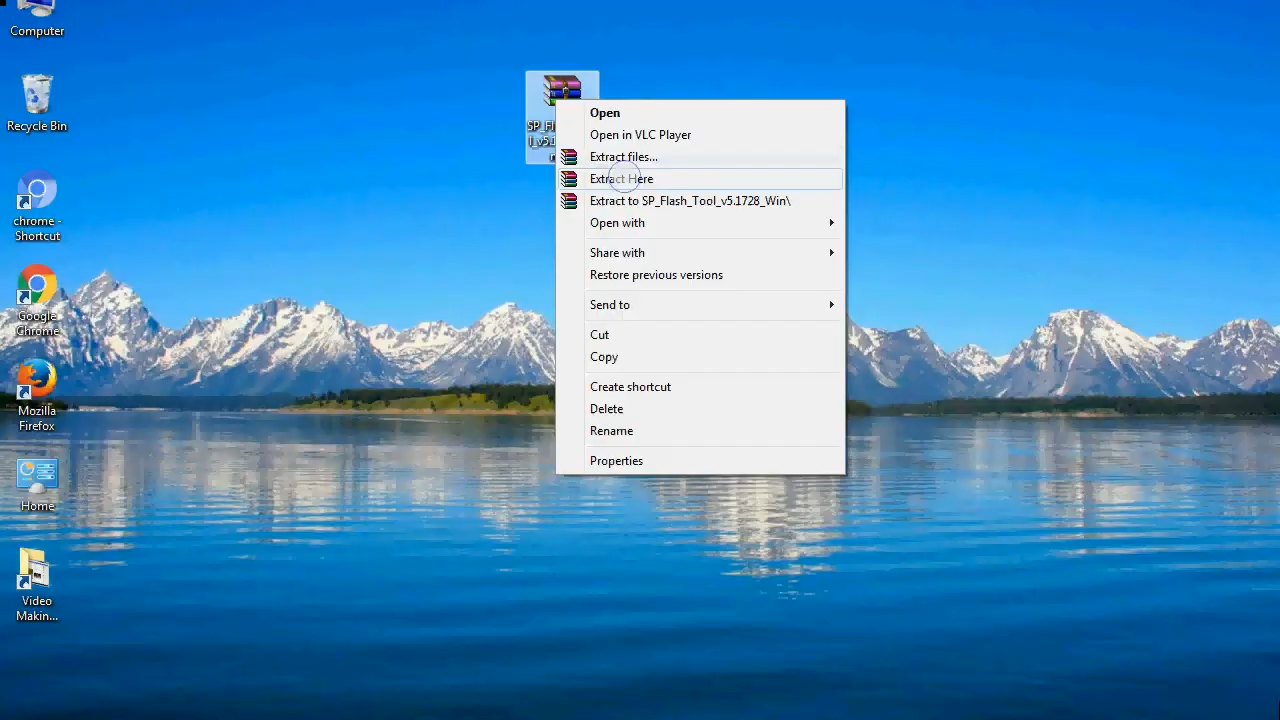 Computer
Recycle Bin
chrome -
Shortcut
Google
Chrome
Mozilla
Firefox
Home
Video
Makin...
Open
Open in VLC Player
Extract files...
Extract Here
Extract to SP_Flash_Tool_v5.1728_Win\
Open with
Share with
Restore previous versions
Send to
Cut
Copy
Create shortcut
Delete
Rename
Properties